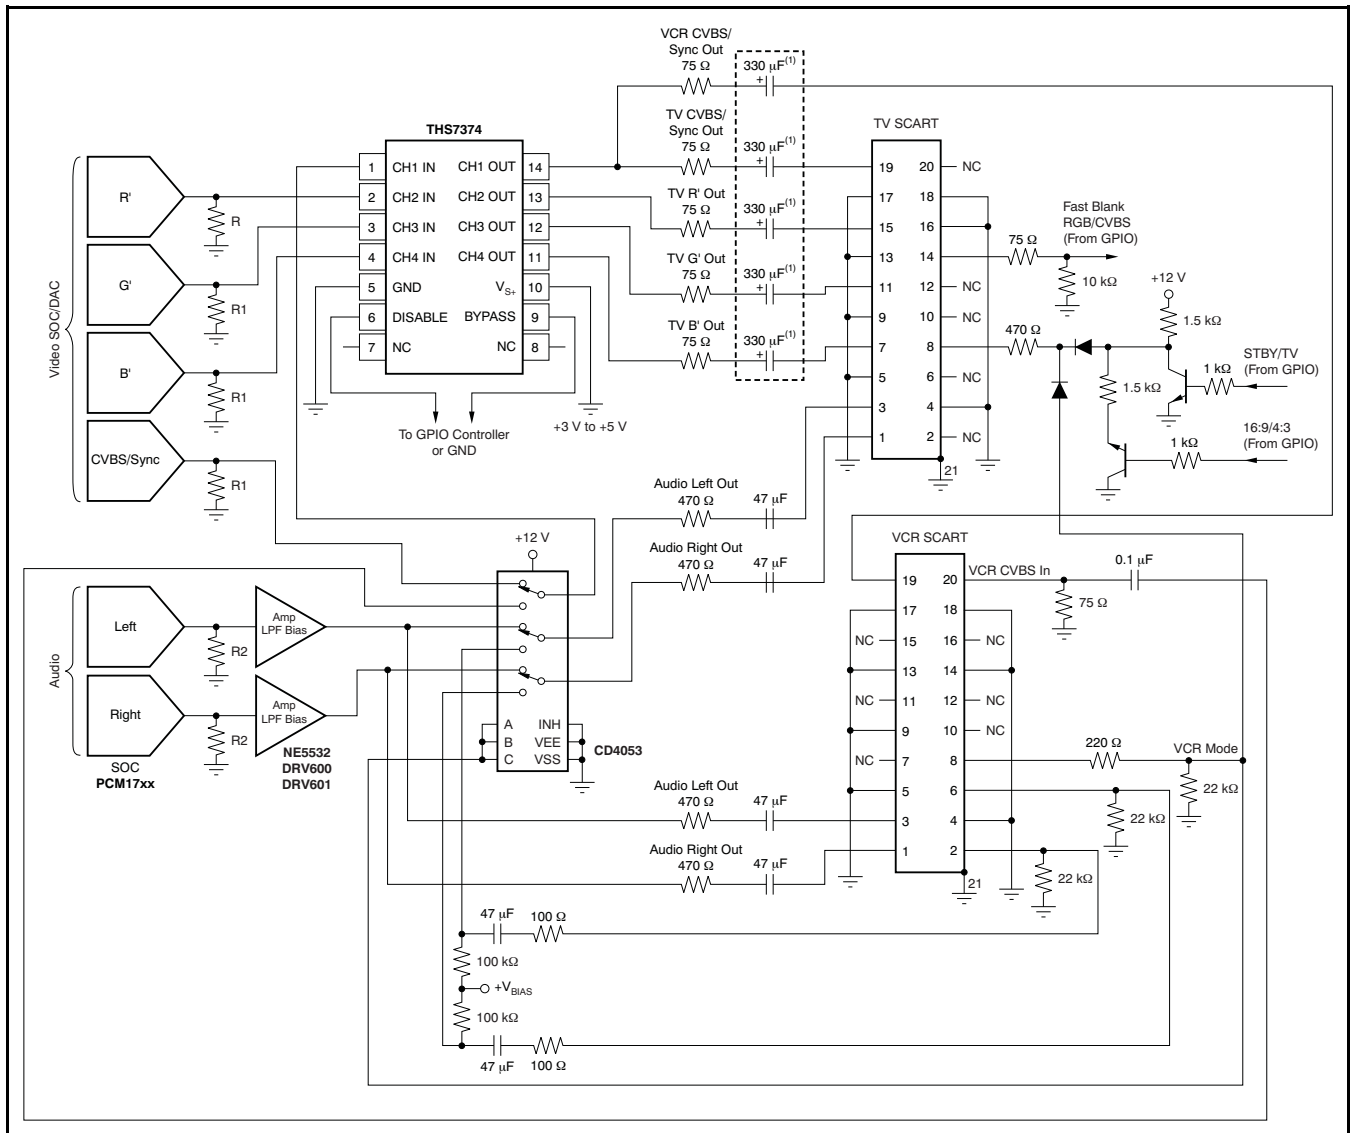 VCR CVBS/
Sync Out
75 Ω
330 µF(1)
+
TV CVBS/
Sync Out
75 Ω
330 µF(1)
+
TV R' Out
75 Ω
330 µF(1)
+
TV G' Out
75 Ω
330 µF(1)
+
TV B' Out
75 Ω
330 µF(1)
+
THS7374
1 CH1 IN CH1 OUT 14
2 CH2 IN CH2 OUT 13
3 CH3 IN CH3 OUT 12
4 CH4 IN CH4 OUT 11
5 GND VS+ 10
6 DISABLE BYPASS 9
7 NC NC 8
To GPIO Controller
or GND
+3 V to +5 V
Video SOC/DAC
R'
R
G'
R1
B'
R1
CVBS/Sync
R1
TV SCART
19 20 NC
17 18
15 16
13 14
11 12 NC
9 10 NC
7 8
5 6 NC
3 4
1 2 NC
21
75 Ω
Fast Blank
RGB/CVBS
(From GPIO)
10 kΩ
+12 V
1.5 kΩ
470 Ω
1.5 kΩ
1 kΩ
STBY/TV
(From GPIO)
1 kΩ
16:9/4:3
(From GPIO)
Audio Left Out
470 Ω
47 µF
Audio Right Out
470 Ω
47 µF
+12 V
A INH
B VEE
C VSS
CD4053
Audio
Left
R2
Amp
LPF Bias
Right
R2
Amp
LPF Bias
SOC
PCM17xx
NE5532
DRV600
DRV601
VCR SCART
19 20 VCR CVBS In
17 18
NC 15 16 NC
13 14
NC 11 12 NC
9 10 NC
NC 7 8
5 6
3 4
1 2
21
0.1 µF
75 Ω
220 Ω
VCR Mode
22 kΩ
22 kΩ
22 kΩ
Audio Left Out
470 Ω
47 µF
Audio Right Out
470 Ω
47 µF
47 µF
100 Ω
100 kΩ
+VBIAS
100 kΩ
47 µF
100 Ω